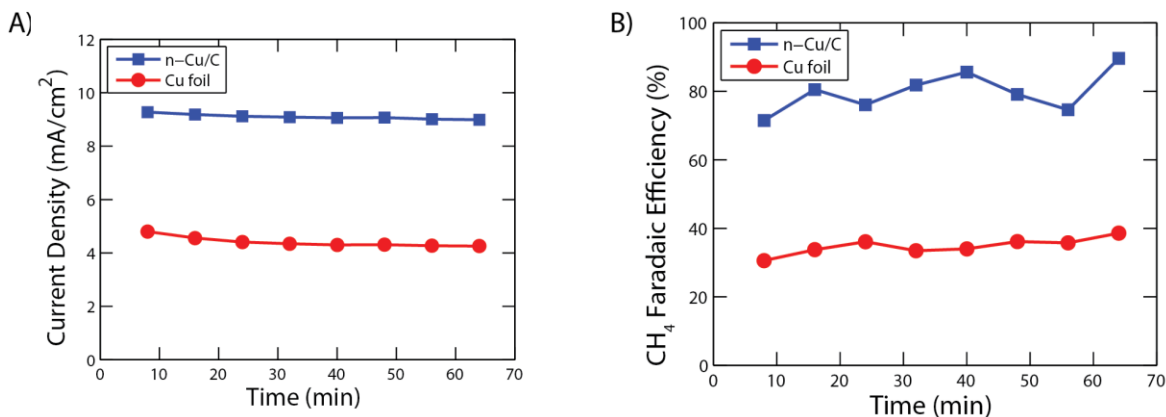 A)
12
10
8
6
4
2
0
Current Density (mA/cm²)
n−Cu/C
Cu foil
0 10 20 30 40 50 60 70
Time (min)
B)
100
80
60
40
20
0
CH₄ Faradaic Efficiency (%)
n−Cu/C
Cu foil
0 10 20 30 40 50 60 70
Time (min)